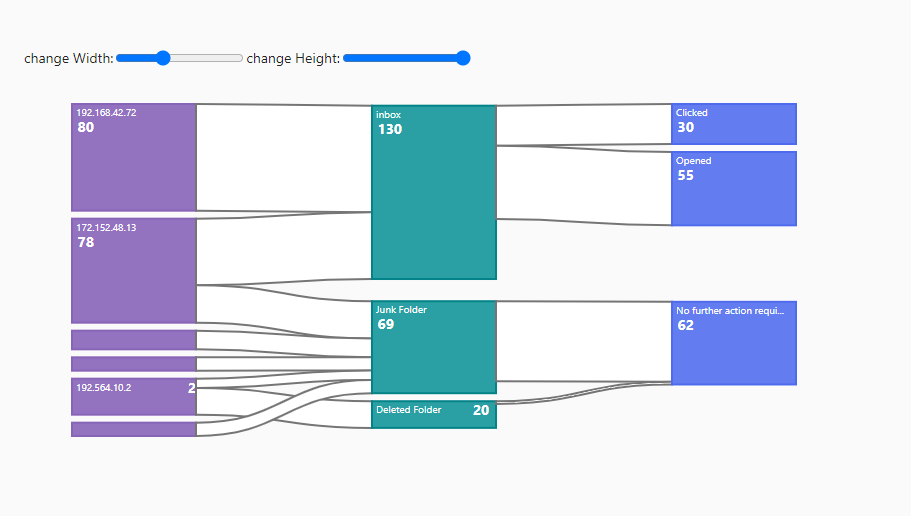 change Width: change Height:
192.168.42.72
80
172.152.48.13
78
192.564.10.2 2
inbox
130
Junk Folder
69
Deleted Folder 20
Clicked
30
Opened
55
No further action requi...
62